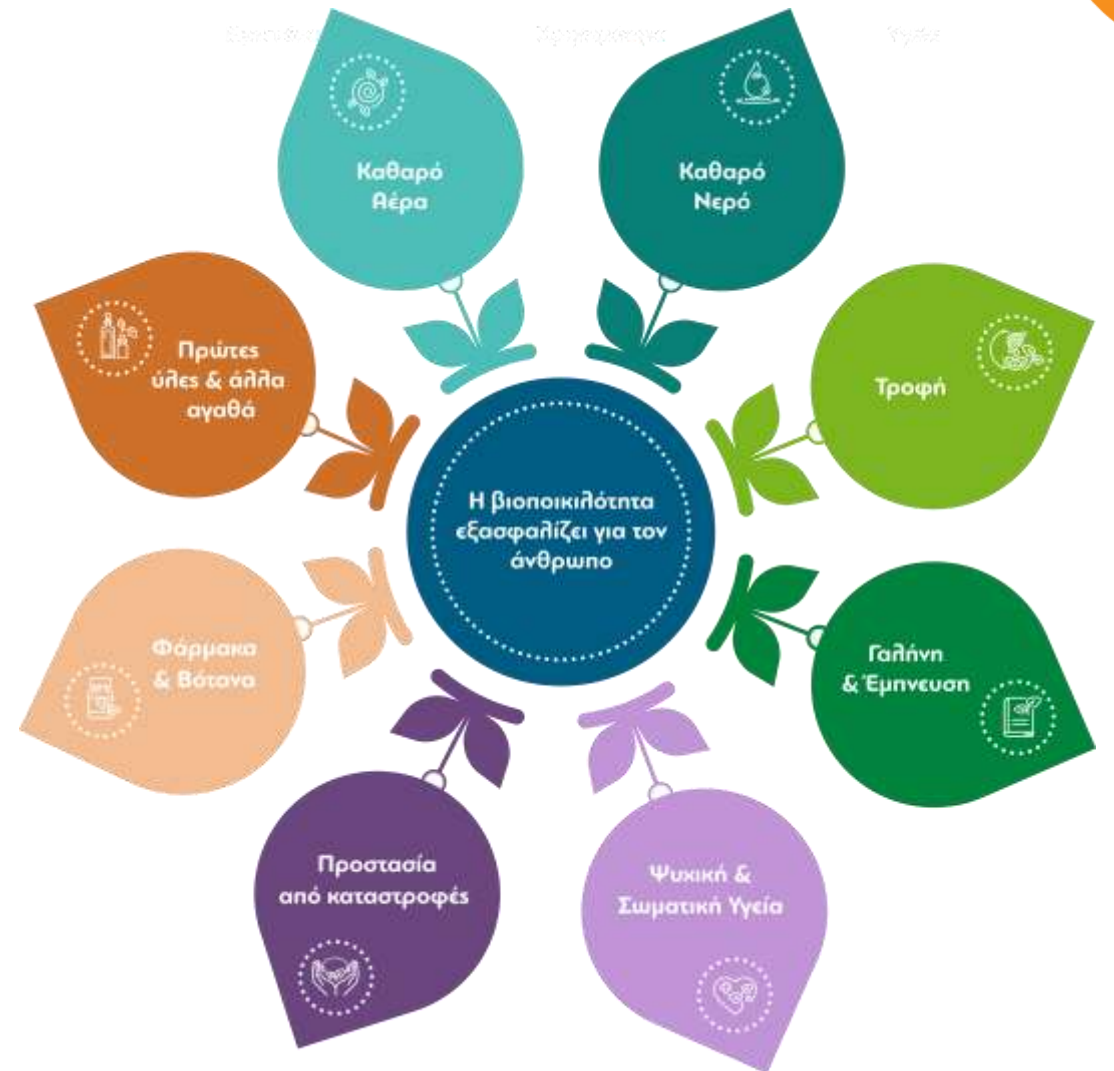 Καθαρό
Αέρα
Καθαρό
Νερό
Τροφή
Γαλήνη
& Έμπνευση
Ψυχική &
Σωματική Υγεία
Προστασία
από καταστροφές
Φάρμακα
& Βότανα
Πρώτες
ύλες & άλλα
αγαθά
Η βιοποικιλότητα
εξασφαλίζει για τον
άνθρωπο